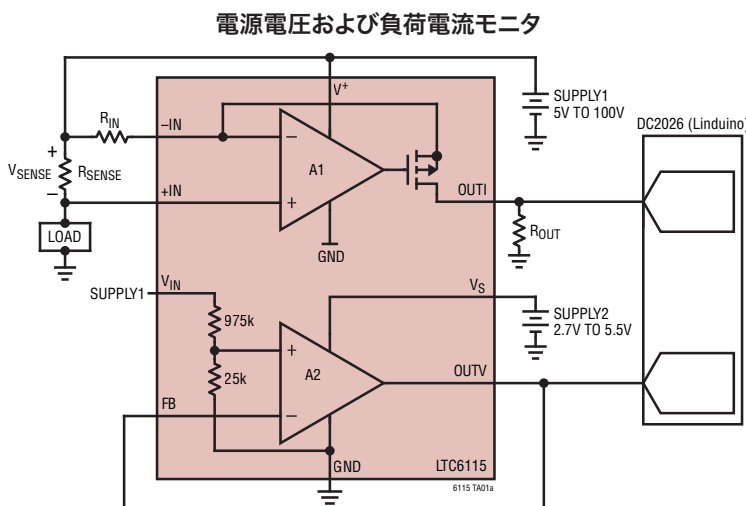 電源電圧および負荷電流モニタ
V+
SUPPLY1
5V TO 100V
DC2026 (Linduino)
RIN
–IN
–
+
VSENSE
RSENSE
–
A1
+IN
+
OUTI
ROUT
LOAD
GND
VIN
SUPPLY1
VS
975k
SUPPLY2
2.7V TO 5.5V
+
A2
25k
OUTV
FB
–
GND
LTC6115
6115 TA01a